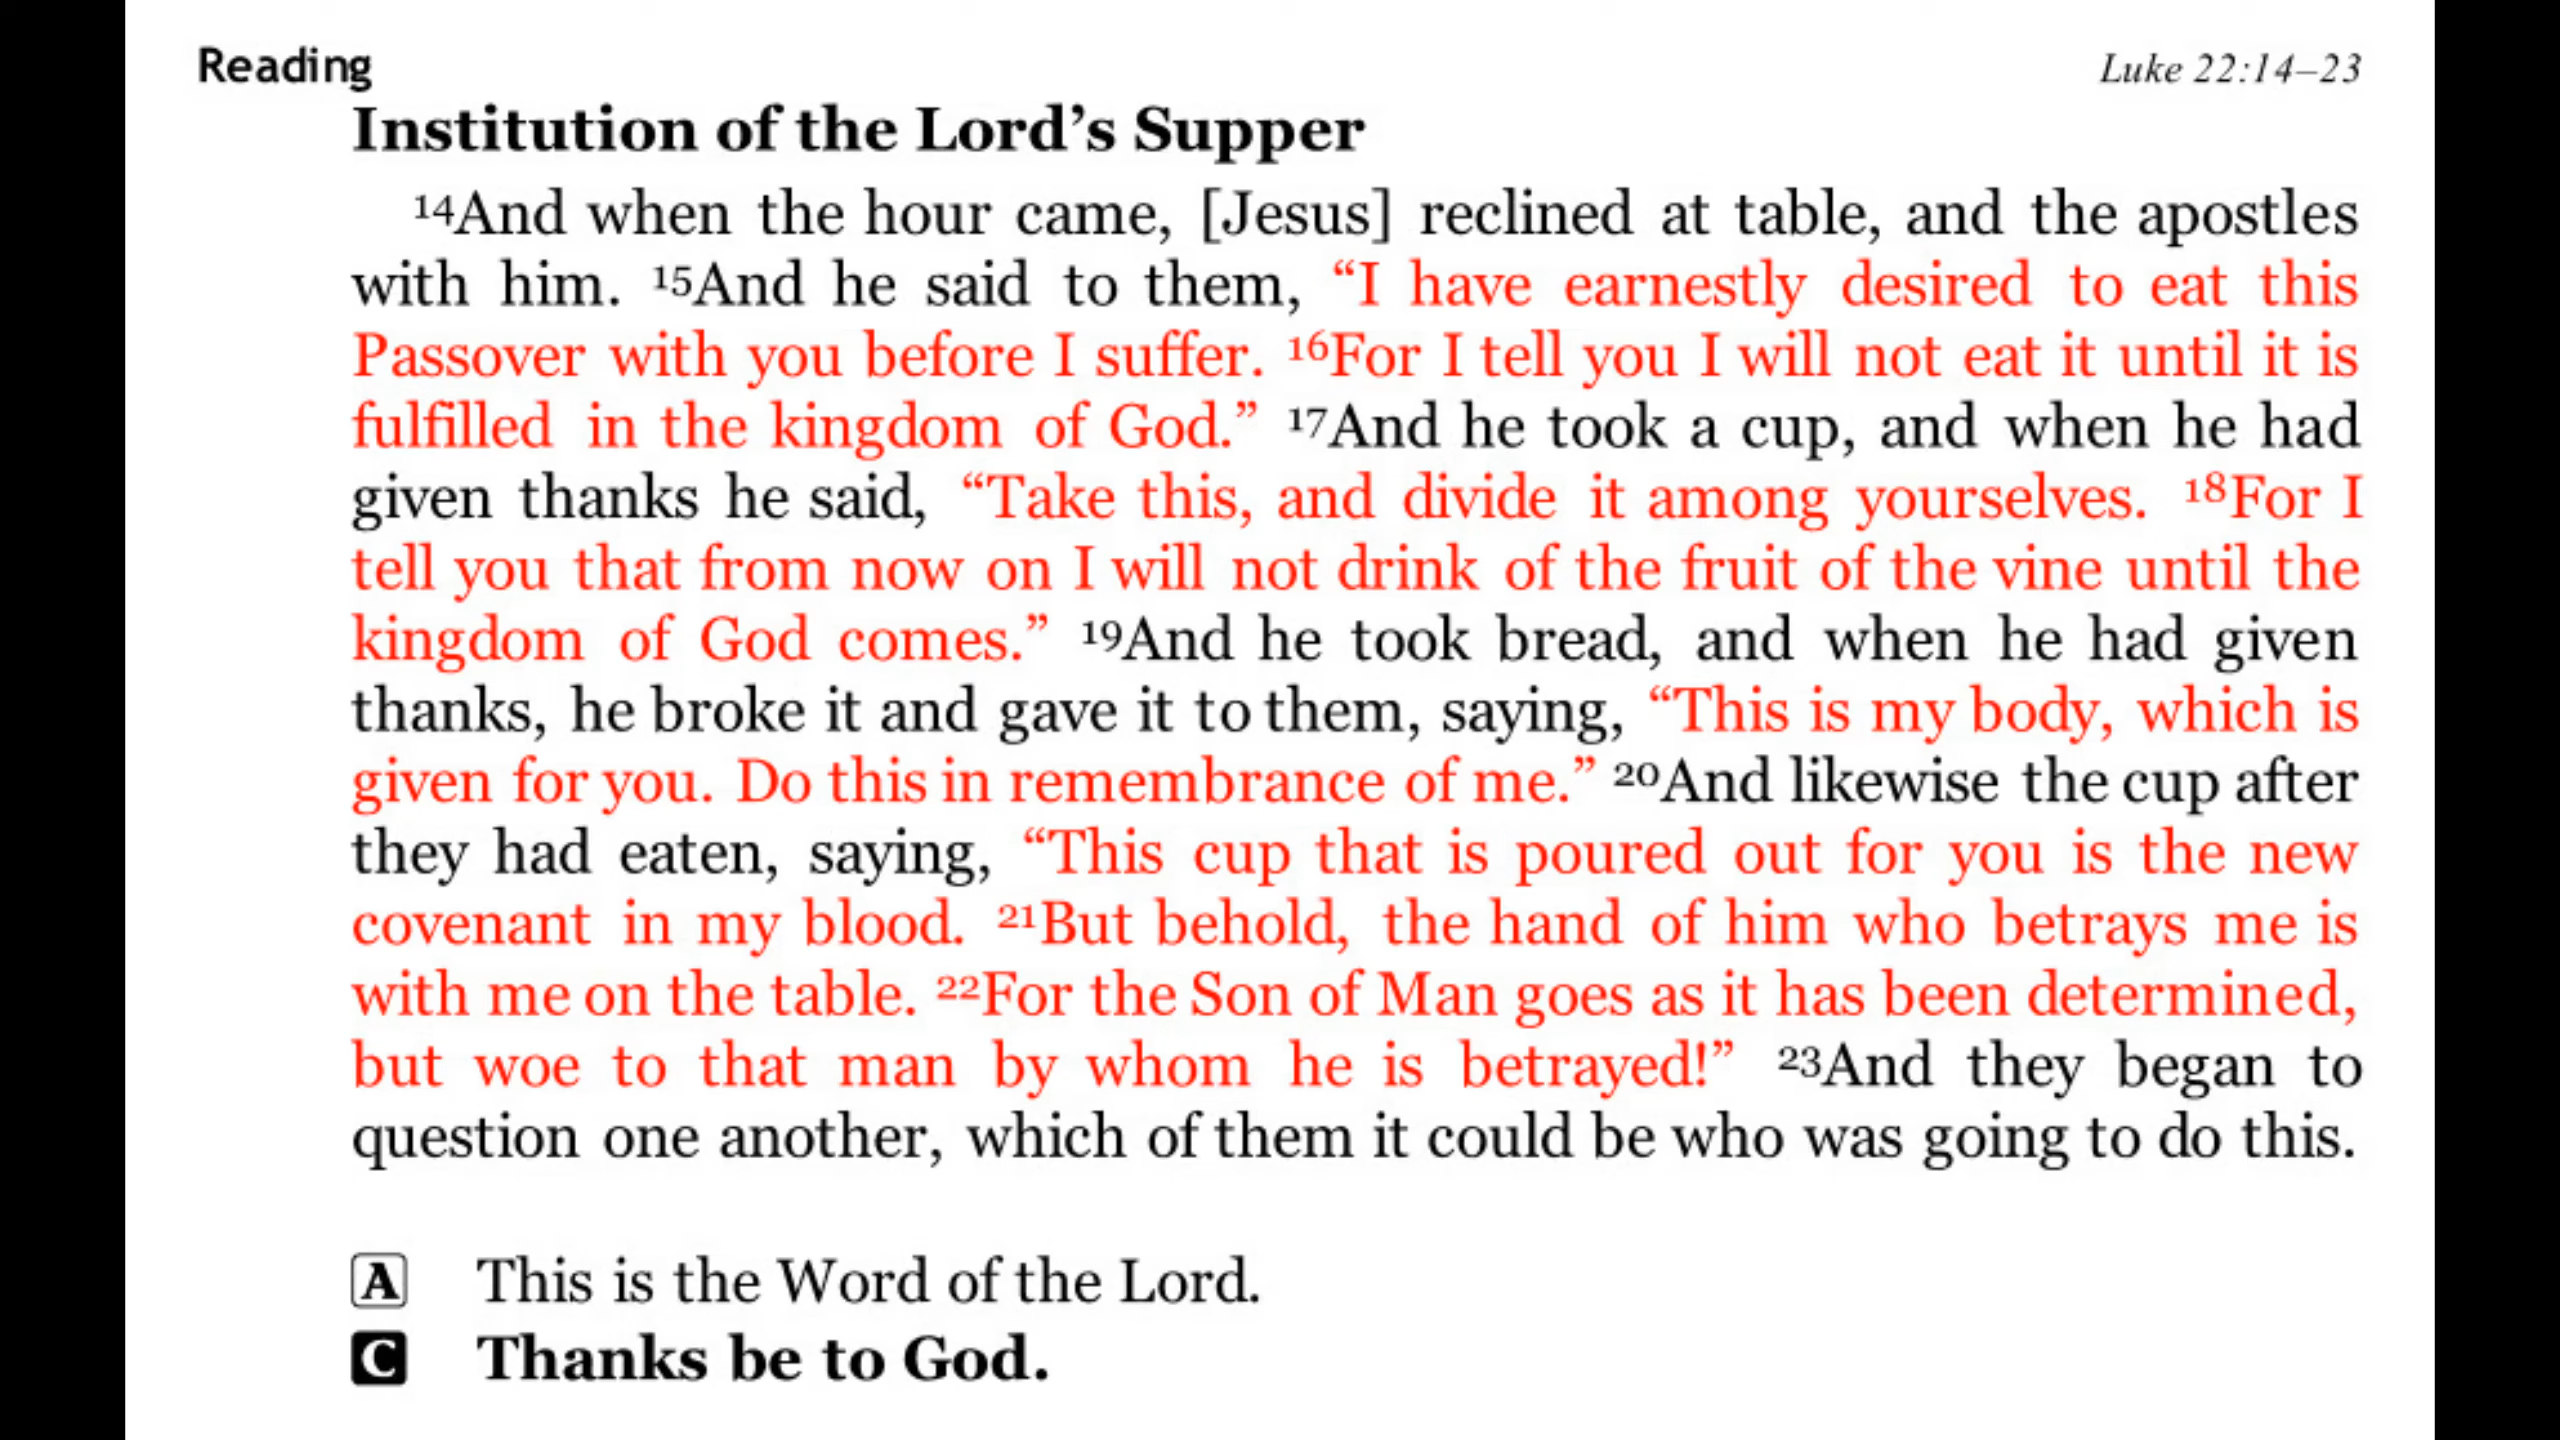 Reading
Luke 22:14–23
Institution of the Lord’s Supper
14And when the hour came, [Jesus] reclined at table, and the apostles
with him. 15And he said to them, “I have earnestly desired to eat this
Passover with you before I suffer. 16For I tell you I will not eat it until it is
fulfilled in the kingdom of God.” 17And he took a cup, and when he had
given thanks he said, “Take this, and divide it among yourselves. 18For I
tell you that from now on I will not drink of the fruit of the vine until the
kingdom of God comes.” 19And he took bread, and when he had given
thanks, he broke it and gave it to them, saying, “This is my body, which is
given for you. Do this in remembrance of me.” 20And likewise the cup after
they had eaten, saying, “This cup that is poured out for you is the new
covenant in my blood. 21But behold, the hand of him who betrays me is
with me on the table. 22For the Son of Man goes as it has been determined,
but woe to that man by whom he is betrayed!” 23And they began to
question one another, which of them it could be who was going to do this.
A This is the Word of the Lord.
C Thanks be to God.